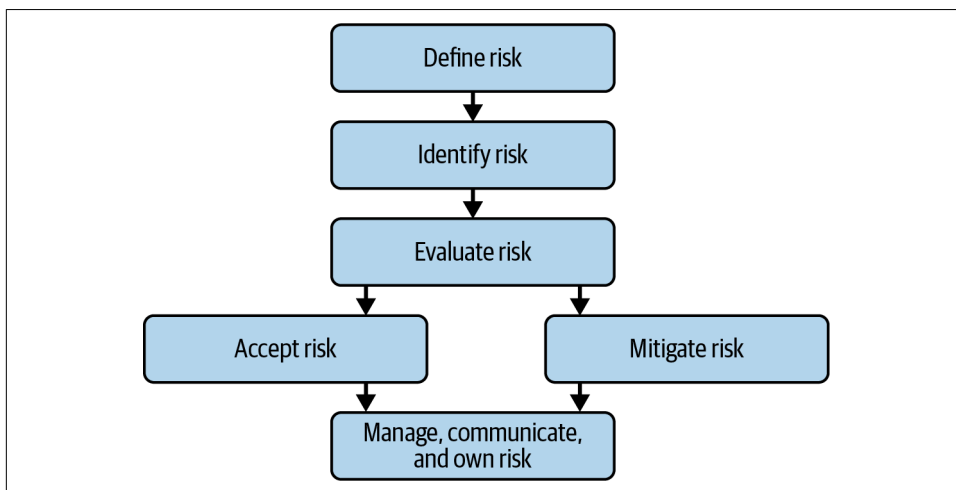 Define risk
Identify risk
Evaluate risk
Accept risk
Mitigate risk
Manage, communicate,
and own risk